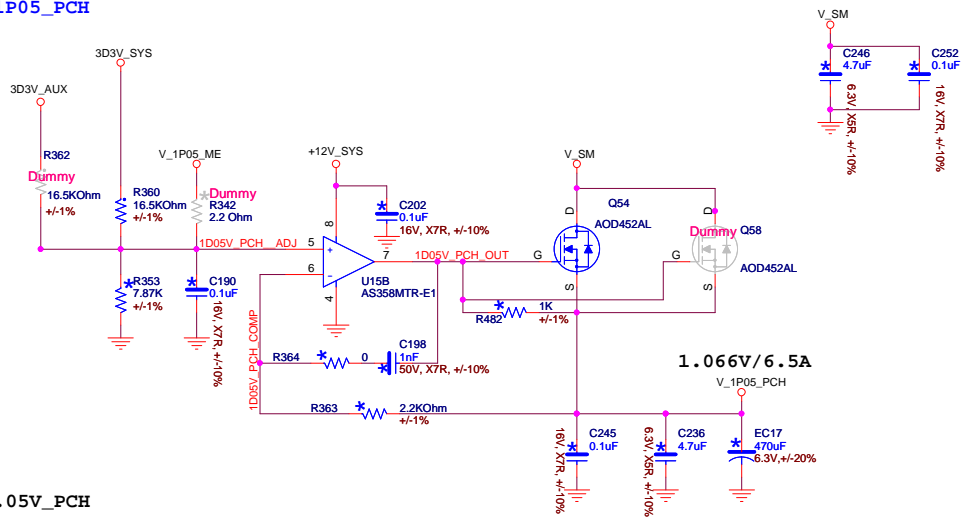 1P05_PCH
V_SM
C246
4.7uF
6.3V, X5R, +/-10%
C252
0.1uF
16V, X7R, +/-10%
3D3V_SYS
3D3V_AUX
R362
Dummy
16.5KOhm
+/-1%
R360
16.5KOhm
+/-1%
V_1P05_ME
Dummy
R342
2.2 Ohm
+12V_SYS
C202
0.1uF
16V, X7R, +/-10%
V_SM
Q54
AOD452AL
D
G
S
Dummy
Q58
AOD452AL
D
G
S
1D05V_PCH__ADJ
5
6
8
4
7
+
-
U15B
AS358MTR-E1
1D05V_PCH_OUT
R353
7.87K
+/-1%
C190
0.1uF
16V, X7R, +/-10%
1D05V_PCH_COMP
R482
1K
+/-1%
R364
0
C198
1nF
50V, X7R, +/-10%
R363
2.2KOhm
+/-1%
1.066V/6.5A
V_1P05_PCH
C245
0.1uF
16V, X7R, +/-10%
C236
4.7uF
6.3V, X5R, +/-10%
EC17
470uF
6.3V,+/-20%
.05V_PCH